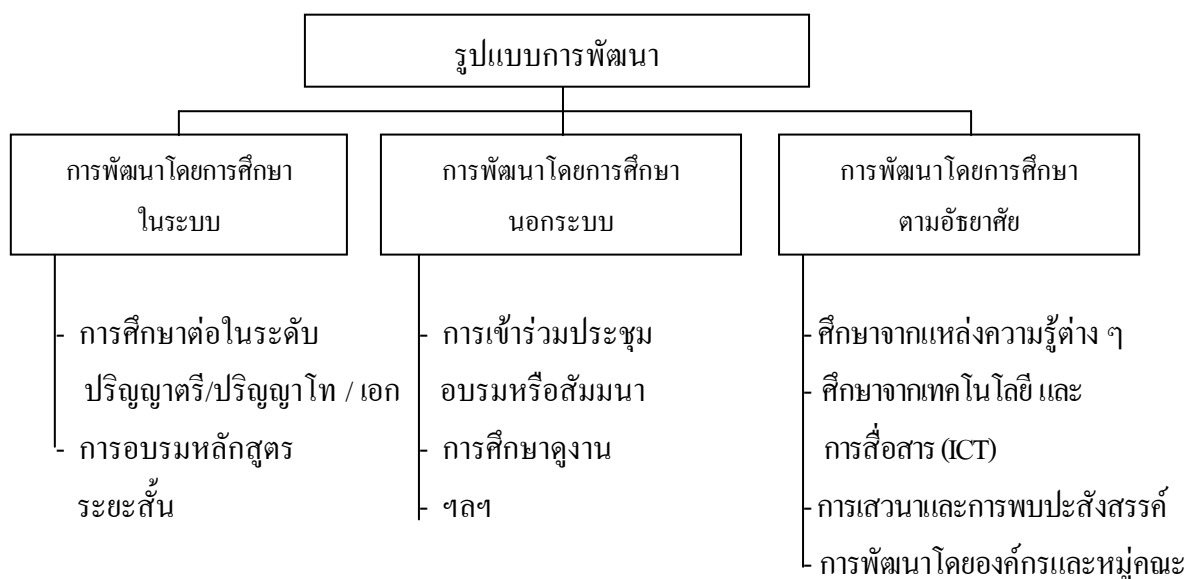 รูปแบบการพัฒนา
การพัฒนาโดยการศึกษา
ในระบบ
- การศึกษาต่อในระดับ
ปริญญาตรี/ปริญญาโท / เอก
- การอบรมหลักสูตร
ระยะสั้น
การพัฒนาโดยการศึกษา
นอกระบบ
- การเข้าร่วมประชุม
อบรมหรือสัมมนา
- การศึกษาดูงาน
- ฯลฯ
การพัฒนาโดยการศึกษา
ตามอัธยาศัย
- ศึกษาจากแหล่งความรู้ต่าง ๆ
- ศึกษาจากเทคโนโลยี และ
การสื่อสาร (ICT)
- การเสวนาและการพบปะสังสรรค์
- การพัฒนาโดยองค์กรและหมู่คณะ